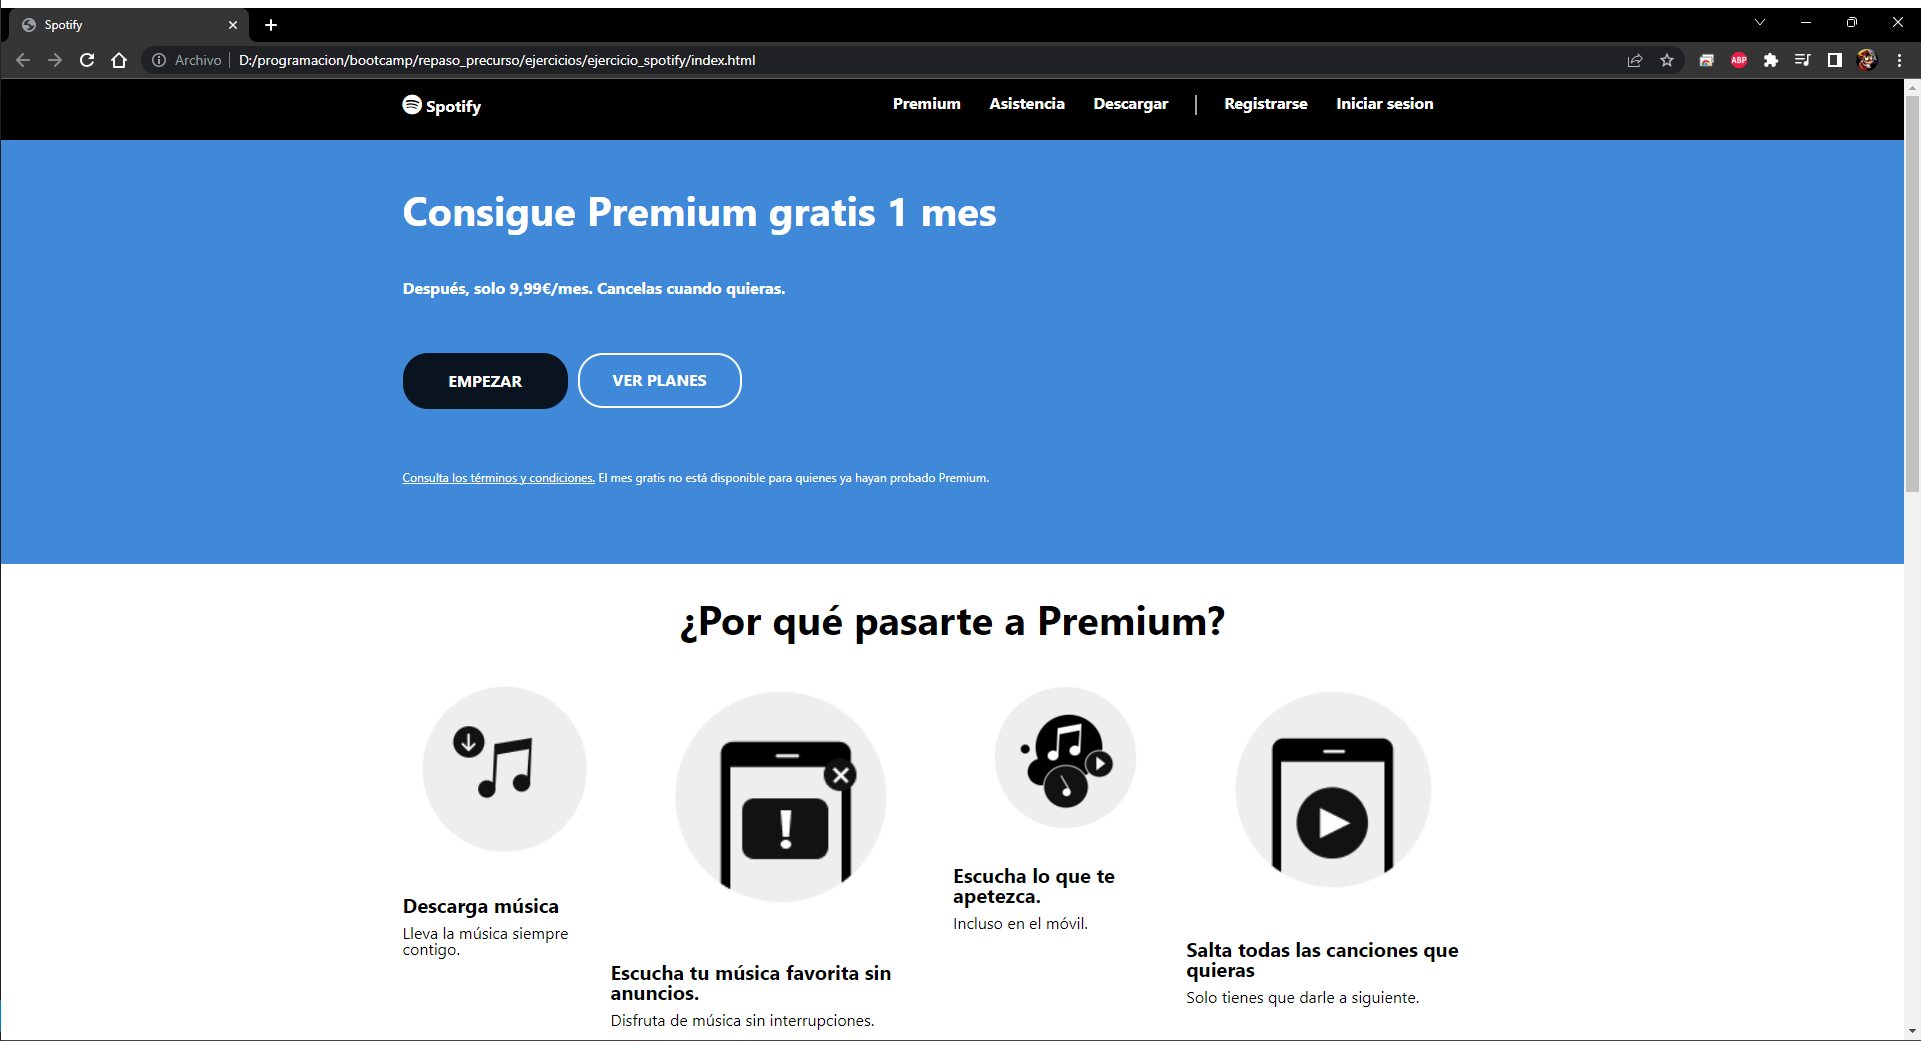 Spotify
Archivo
D:/programacion/bootcamp/repaso_precurso/ejercicios/ejercicio_spotify/index.html
ABP
Spotify
Premium
Asistencia
Descargar
|
Registrarse
Iniciar sesion
Consigue Premium gratis 1 mes
Después, solo 9,99€/mes. Cancelas cuando quieras.
EMPEZAR
VER PLANES
Consulta los términos y condiciones. El mes gratis no está disponible para quienes ya hayan probado Premium.
¿Por qué pasarte a Premium?
Descarga música
Lleva la música siempre
contigo.
!
Escucha tu música favorita sin
anuncios.
Disfruta de música sin interrupciones.
Escucha lo que te
apetezca.
Incluso en el móvil.
Salta todas las canciones que
quieras
Solo tienes que darle a siguiente.